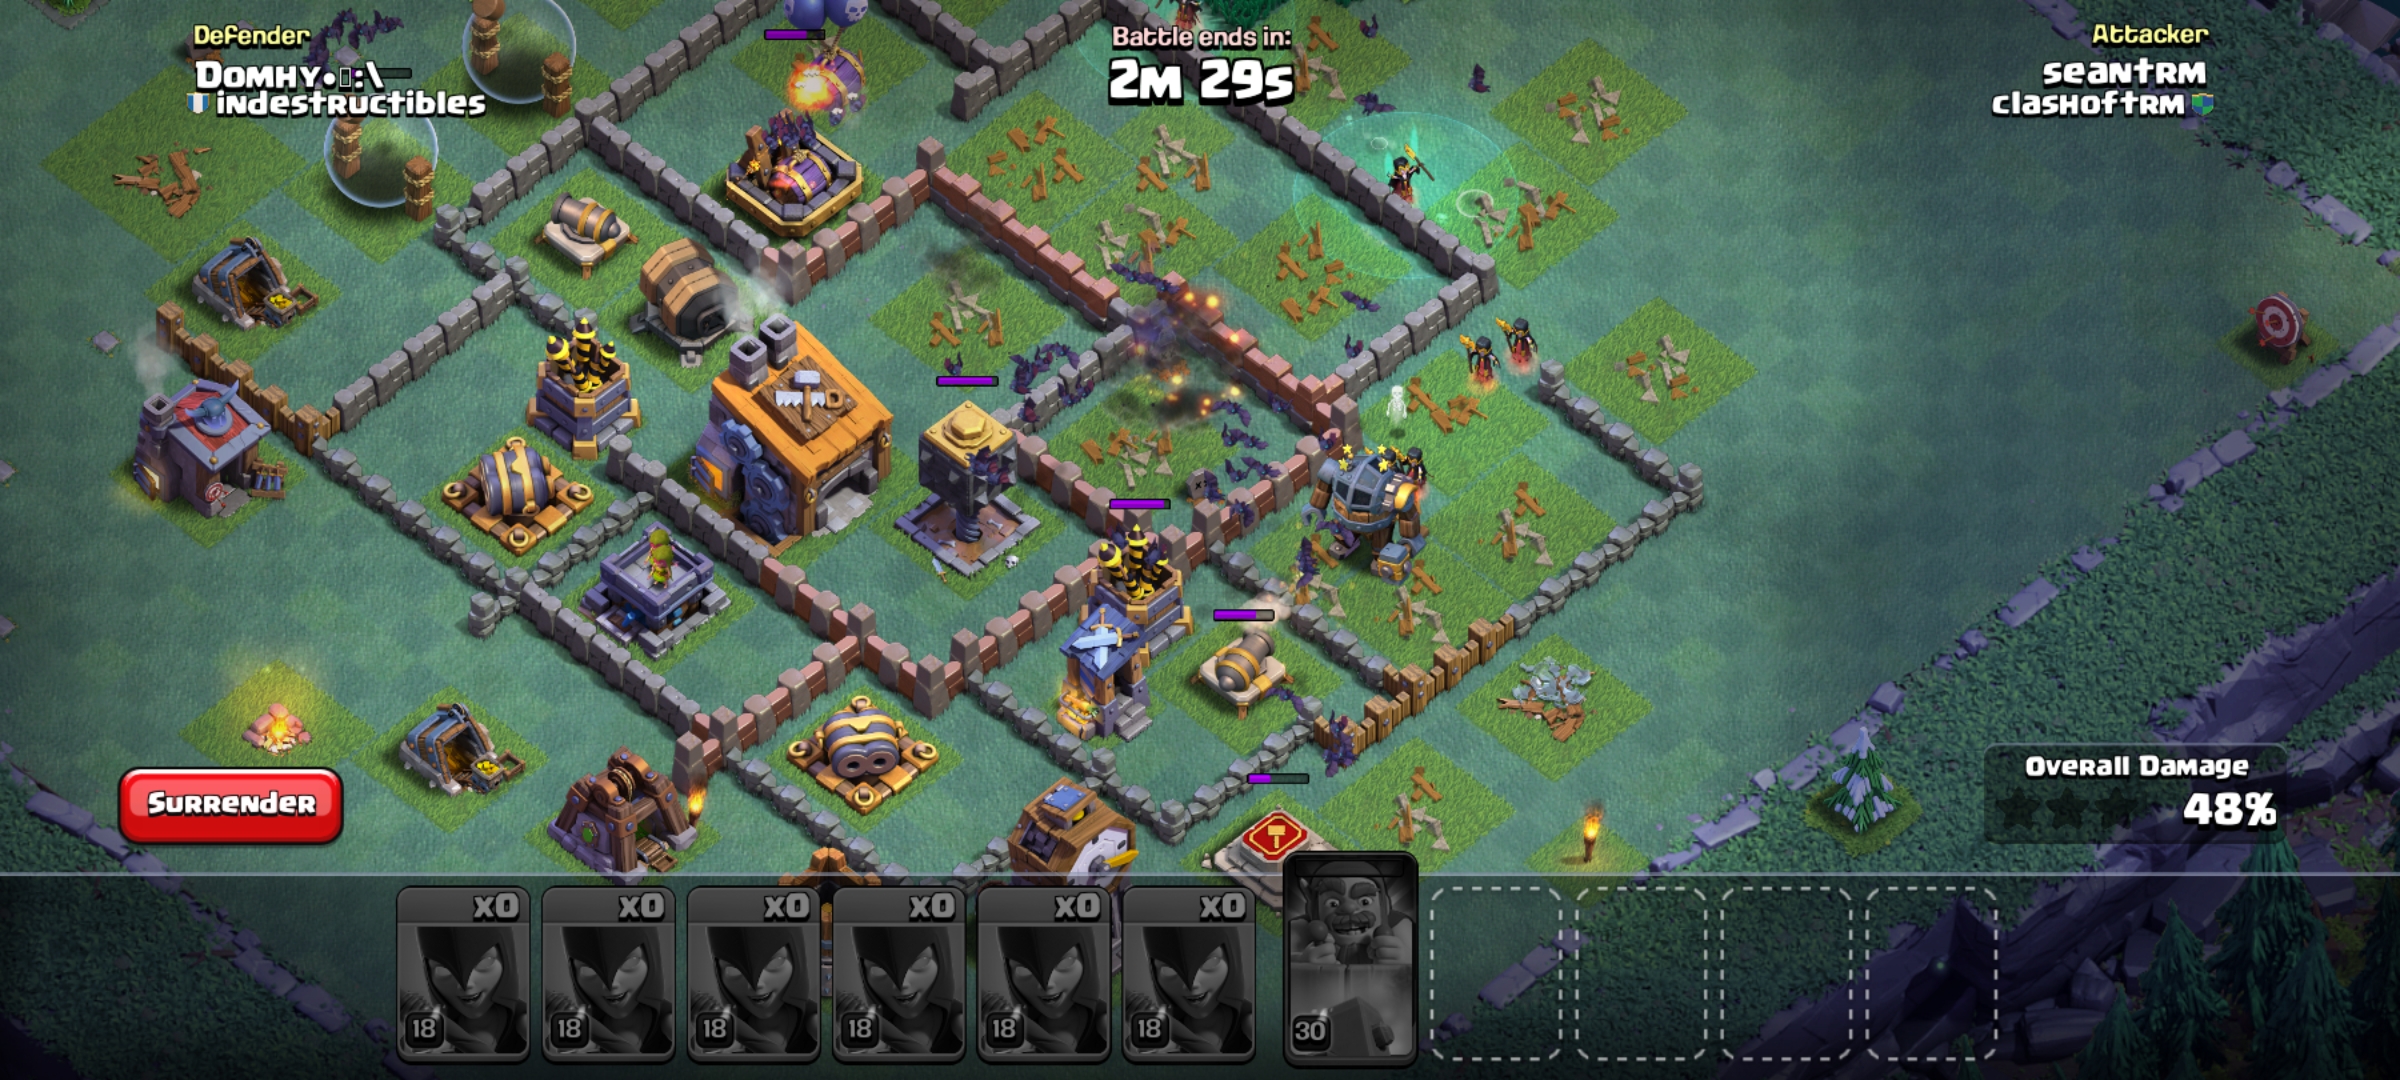 Defender
Domhy•▯:\
indestructibles
Battle ends in:
2m 29s
Attacker
seantrm
clashoftrm
Surrender
Overall Damage
48%
x0
x0
x0
x0
x0
x0
18
18
18
18
18
18
30